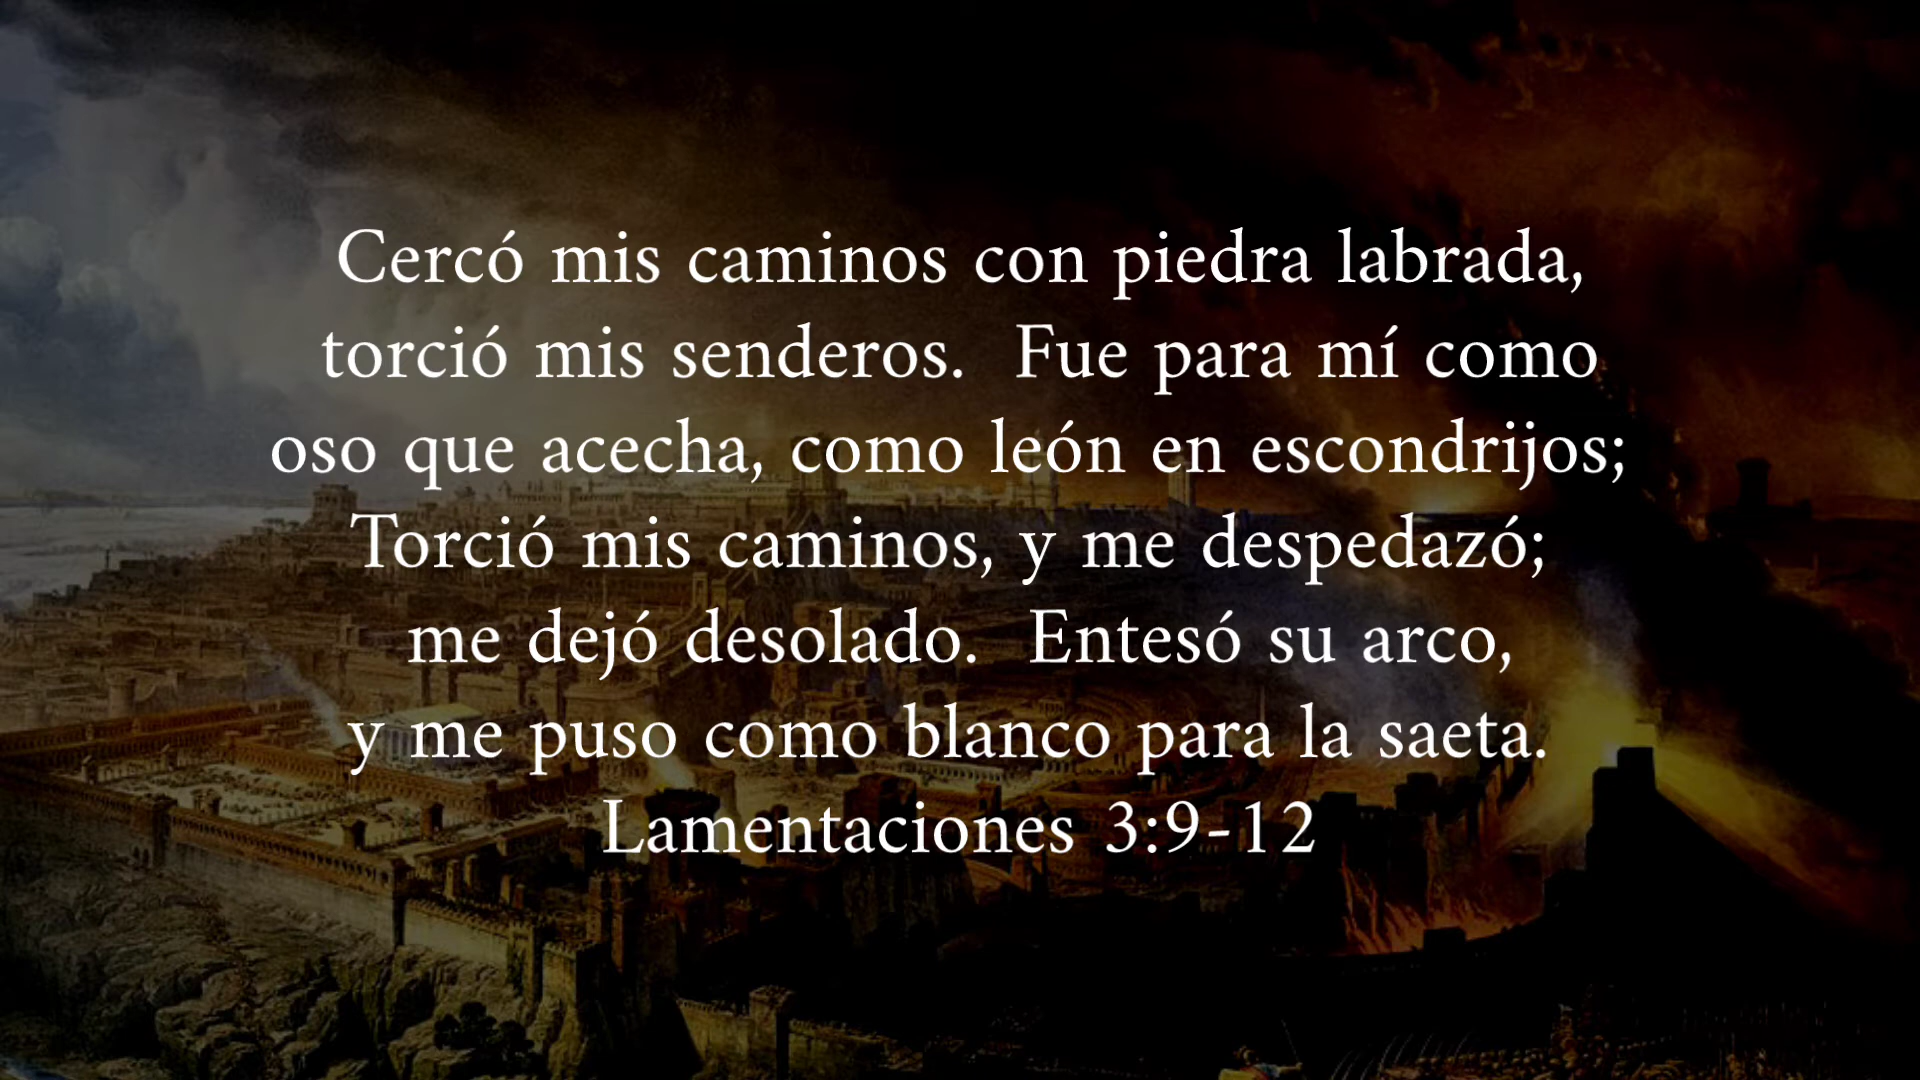 Cercó mis caminos con piedra labrada,
torció mis senderos.  Fue para mí como
oso que acecha, como león en escondrijos;
Torció mis caminos, y me despedazó;
me dejó desolado.  Entesó su arco,
y me puso como blanco para la saeta.
Lamentaciones 3:9-12